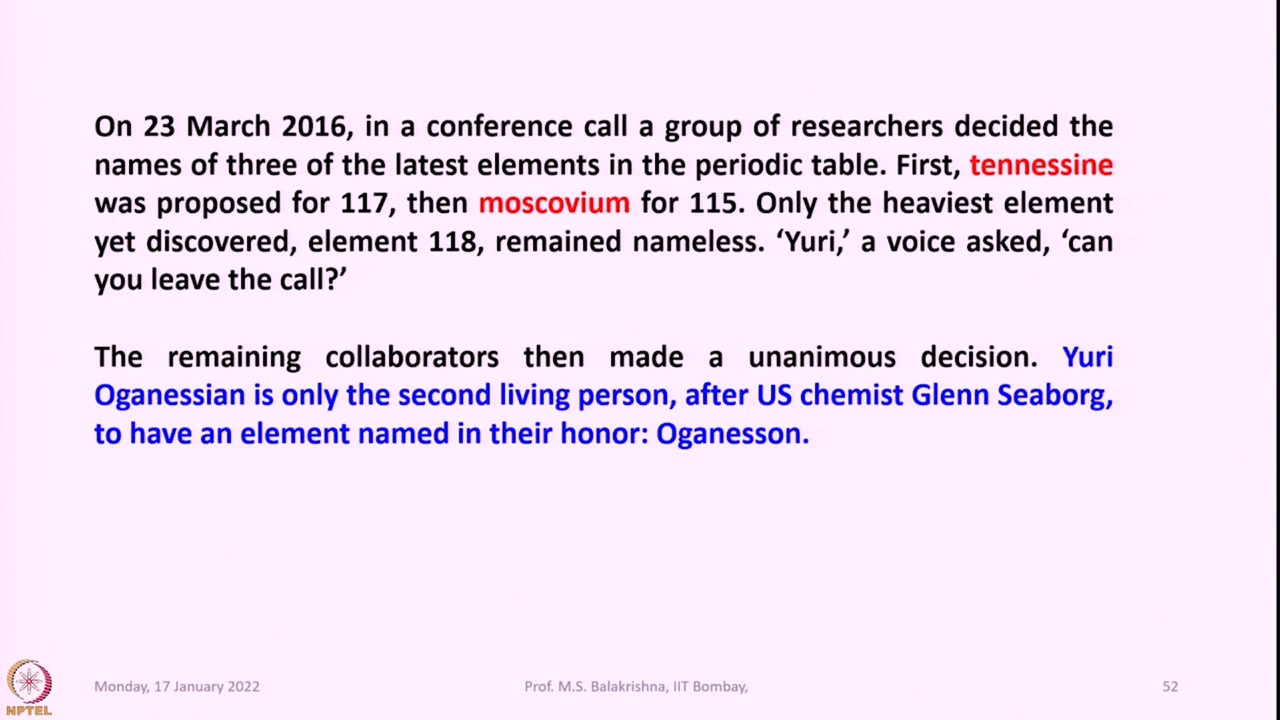 On 23 March 2016, in a conference call a group of researchers decided the
names of three of the latest elements in the periodic table. First, tennessine
was proposed for 117, then moscovium for 115. Only the heaviest element
yet discovered, element 118, remained nameless. ‘Yuri,’ a voice asked, ‘can
you leave the call?’
The remaining collaborators then made a unanimous decision. Yuri
Oganessian is only the second living person, after US chemist Glenn Seaborg,
to have an element named in their honor: Oganesson.
NPTEL
Monday, 17 January 2022
Prof. M.S. Balakrishna, IIT Bombay,
52